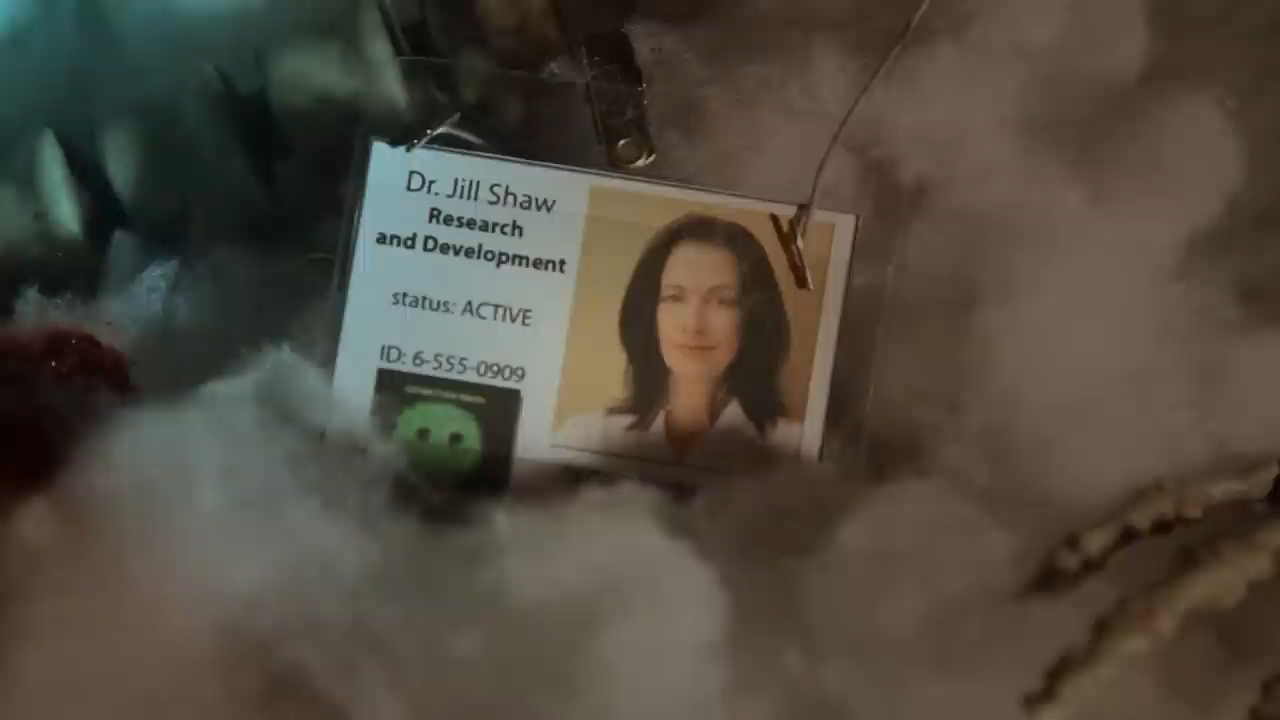 Dr. Jill Shaw
Research
and Development
status: ACTIVE
ID: 6-555-0909